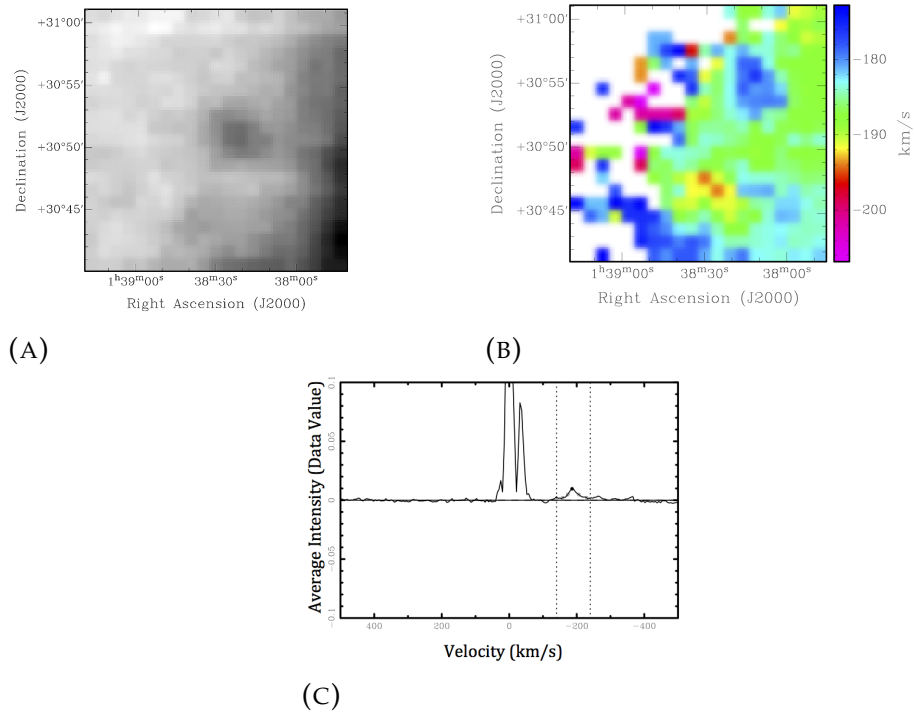 +31°00′
+30°55′
+30°50′
+30°45′
Declination (J2000)
1ʰ39ᵐ00ˢ 38ᵐ30ˢ 38ᵐ00ˢ
Right Ascension (J2000)
(A)
+31°00′
+30°55′
+30°50′
+30°45′
Declination (J2000)
1ʰ39ᵐ00ˢ 38ᵐ30ˢ 38ᵐ00ˢ
Right Ascension (J2000)
−180
−190
−200
km/s
(B)
Average Intensity (Data Value)
0.1
0.05
0
−0.05
−0.1
400 200 0 −200 −400
Velocity (km/s)
(C)